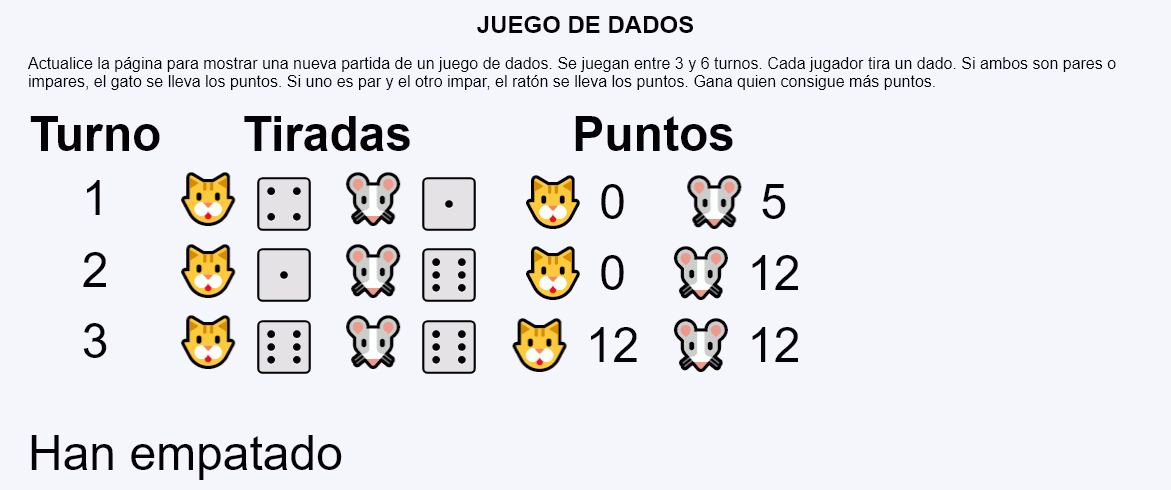 JUEGO DE DADOS
Actualice la página para mostrar una nueva partida de un juego de dados. Se juegan entre 3 y 6 turnos. Cada jugador tira un dado. Si ambos son pares o
impares, el gato se lleva los puntos. Si uno es par y el otro impar, el ratón se lleva los puntos. Gana quien consigue más puntos.
Turno Tiradas Puntos
1 0 5
2 0 12
3 12 12
Han empatado